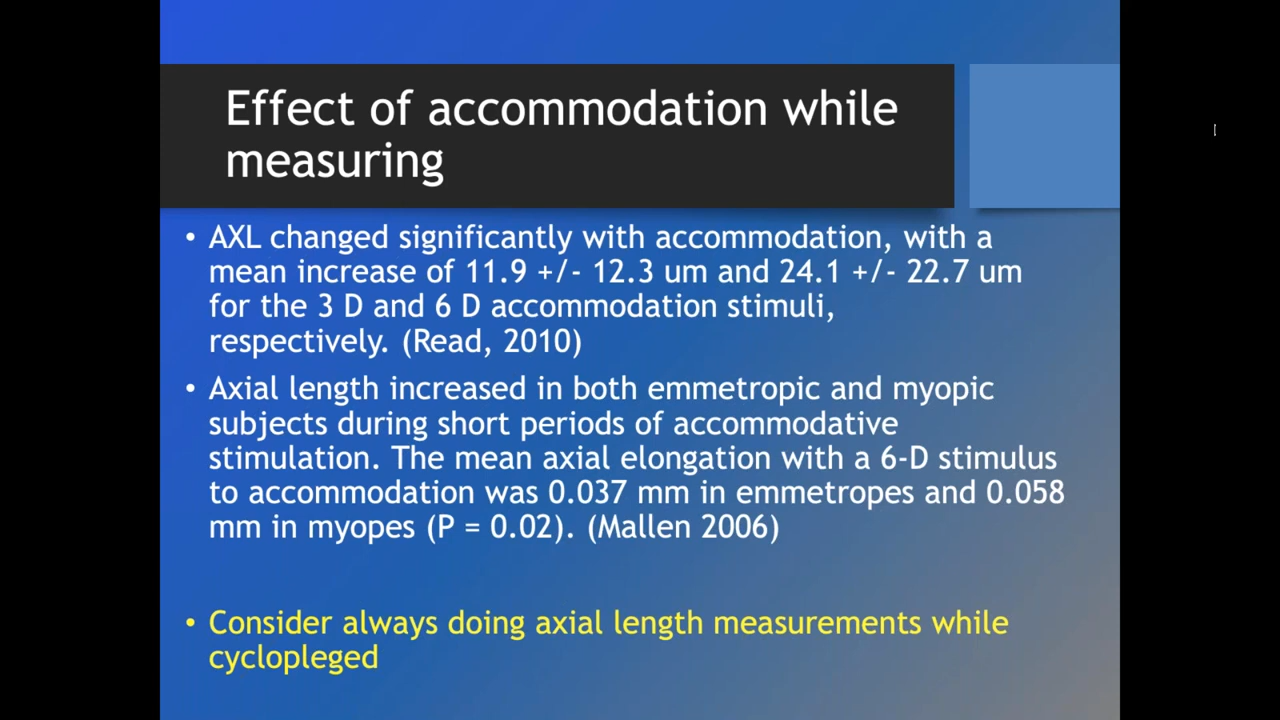 Effect of accommodation while
measuring
• AXL changed significantly with accommodation, with a
mean increase of 11.9 +/- 12.3 um and 24.1 +/- 22.7 um
for the 3 D and 6 D accommodation stimuli,
respectively. (Read, 2010)
• Axial length increased in both emmetropic and myopic
subjects during short periods of accommodative
stimulation. The mean axial elongation with a 6-D stimulus
to accommodation was 0.037 mm in emmetropes and 0.058
mm in myopes (P = 0.02). (Mallen 2006)
• Consider always doing axial length measurements while
cyclopleged